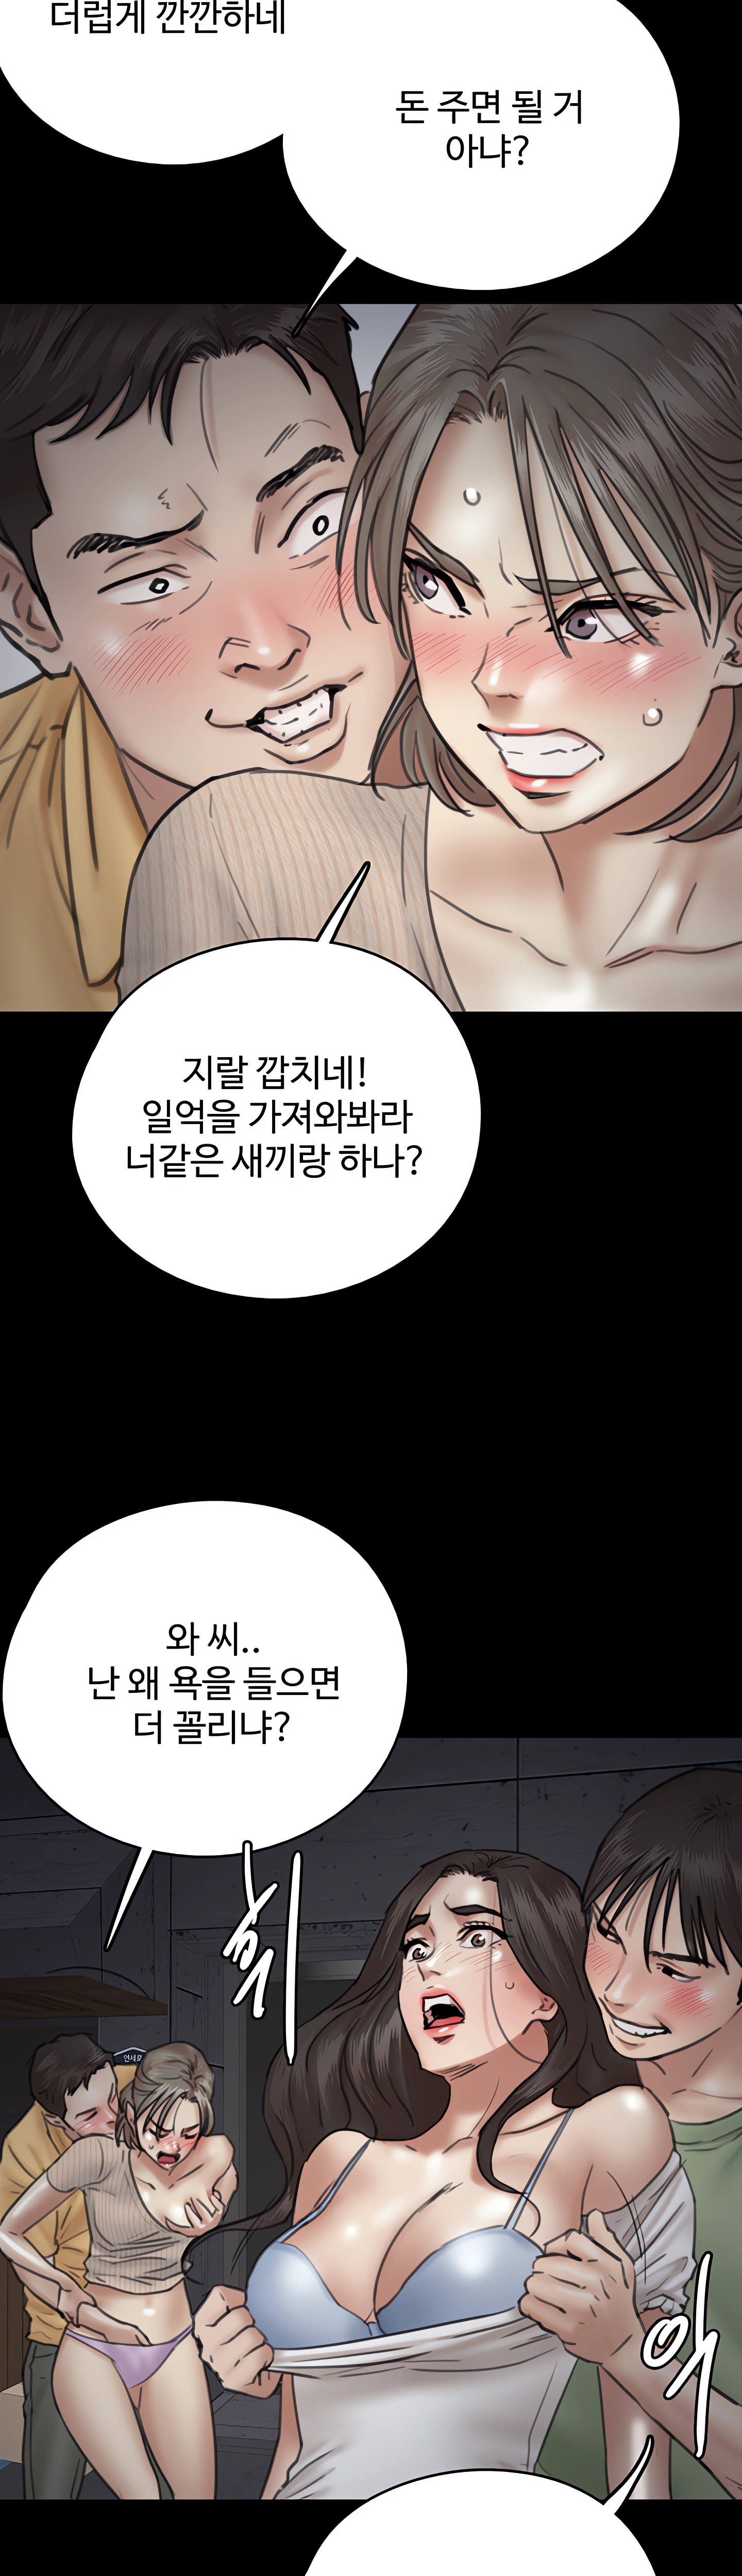 더럽게 깐깐하네
돈 주면 될 거
아냐?
지랄 깝치네!
일억을 가져와봐라
너같은 새끼랑 하나?
와 씨..
난 왜 욕을 들으면
더 꼴리냐?
헉
어